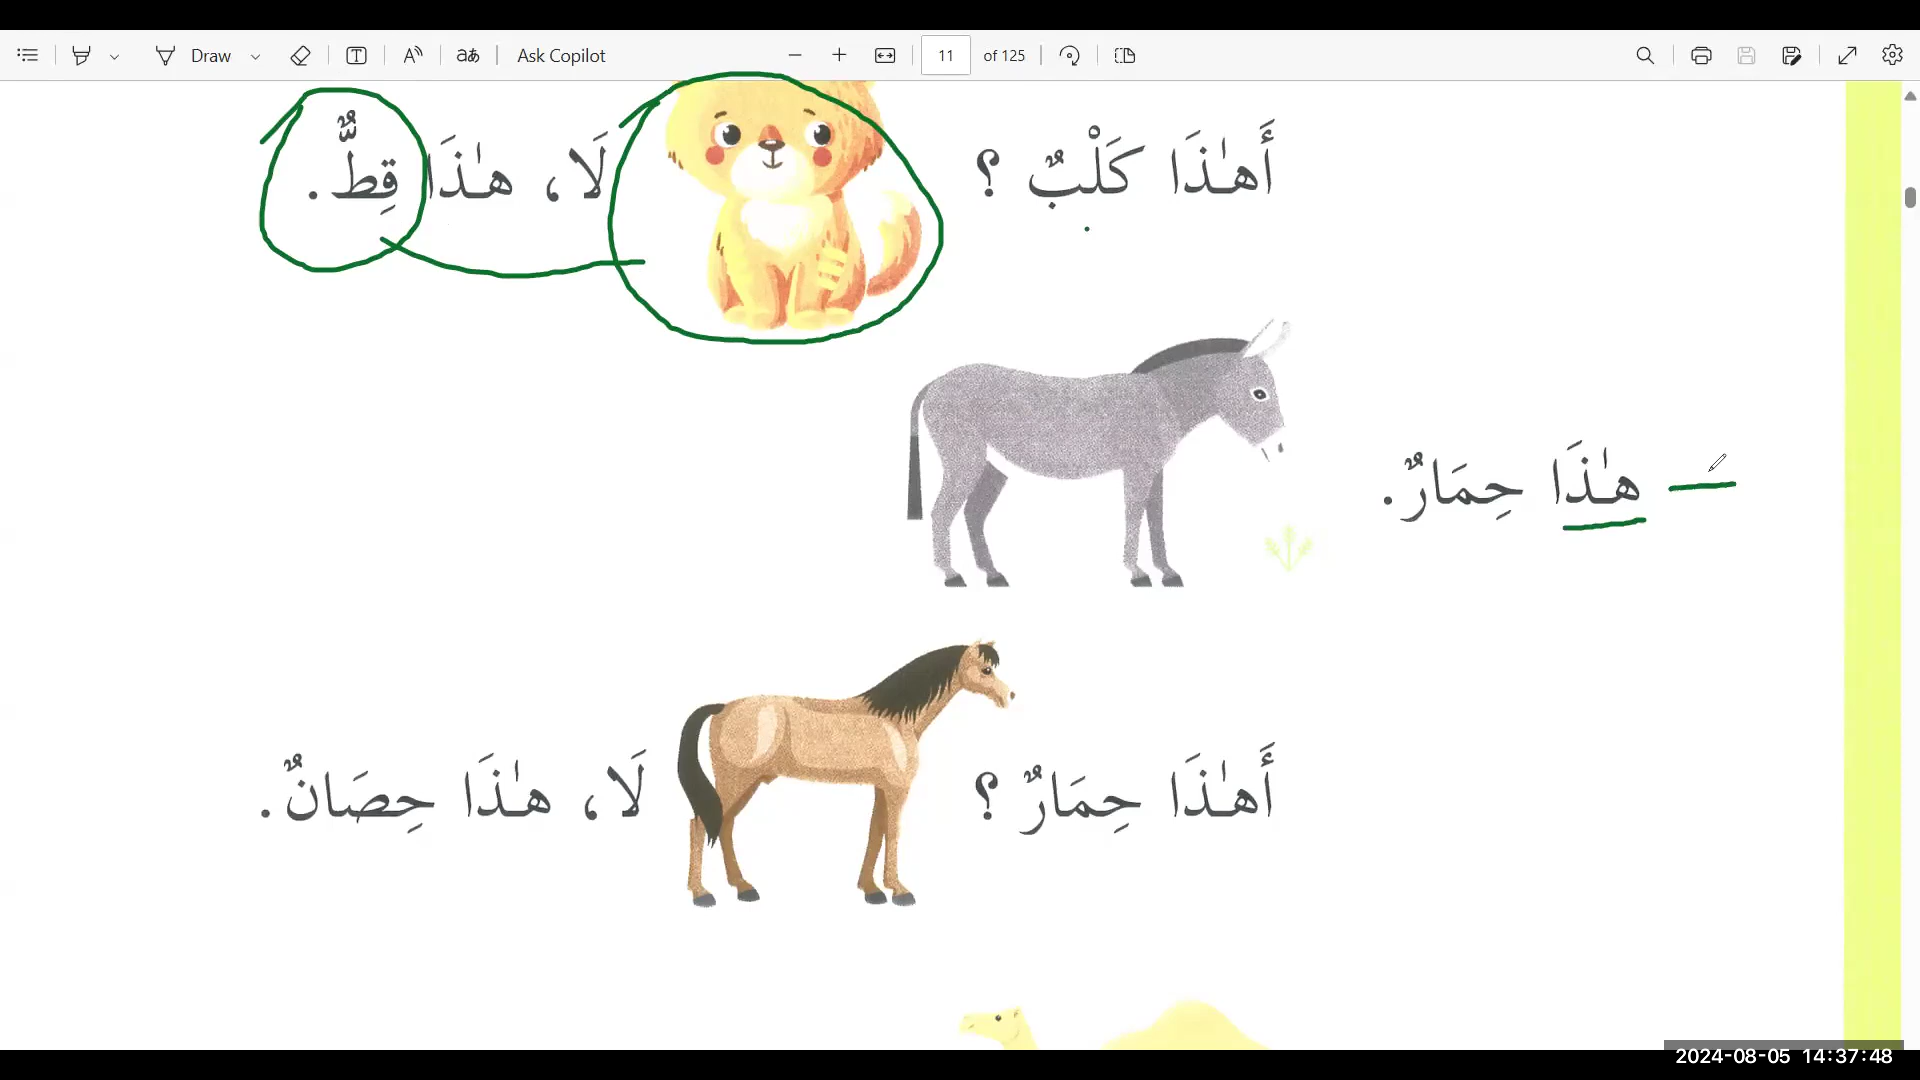 Draw
Ask Copilot
11 of 125
أَهٰذَا كَلْبٌ ؟ لَا، هٰذَا قِطٌّ .
هٰذَا حِمَارٌ.
أَهٰذَا حِمَارٌ ؟ لَا، هٰذَا حِصَانٌ .
2024-08-05 14:37:48